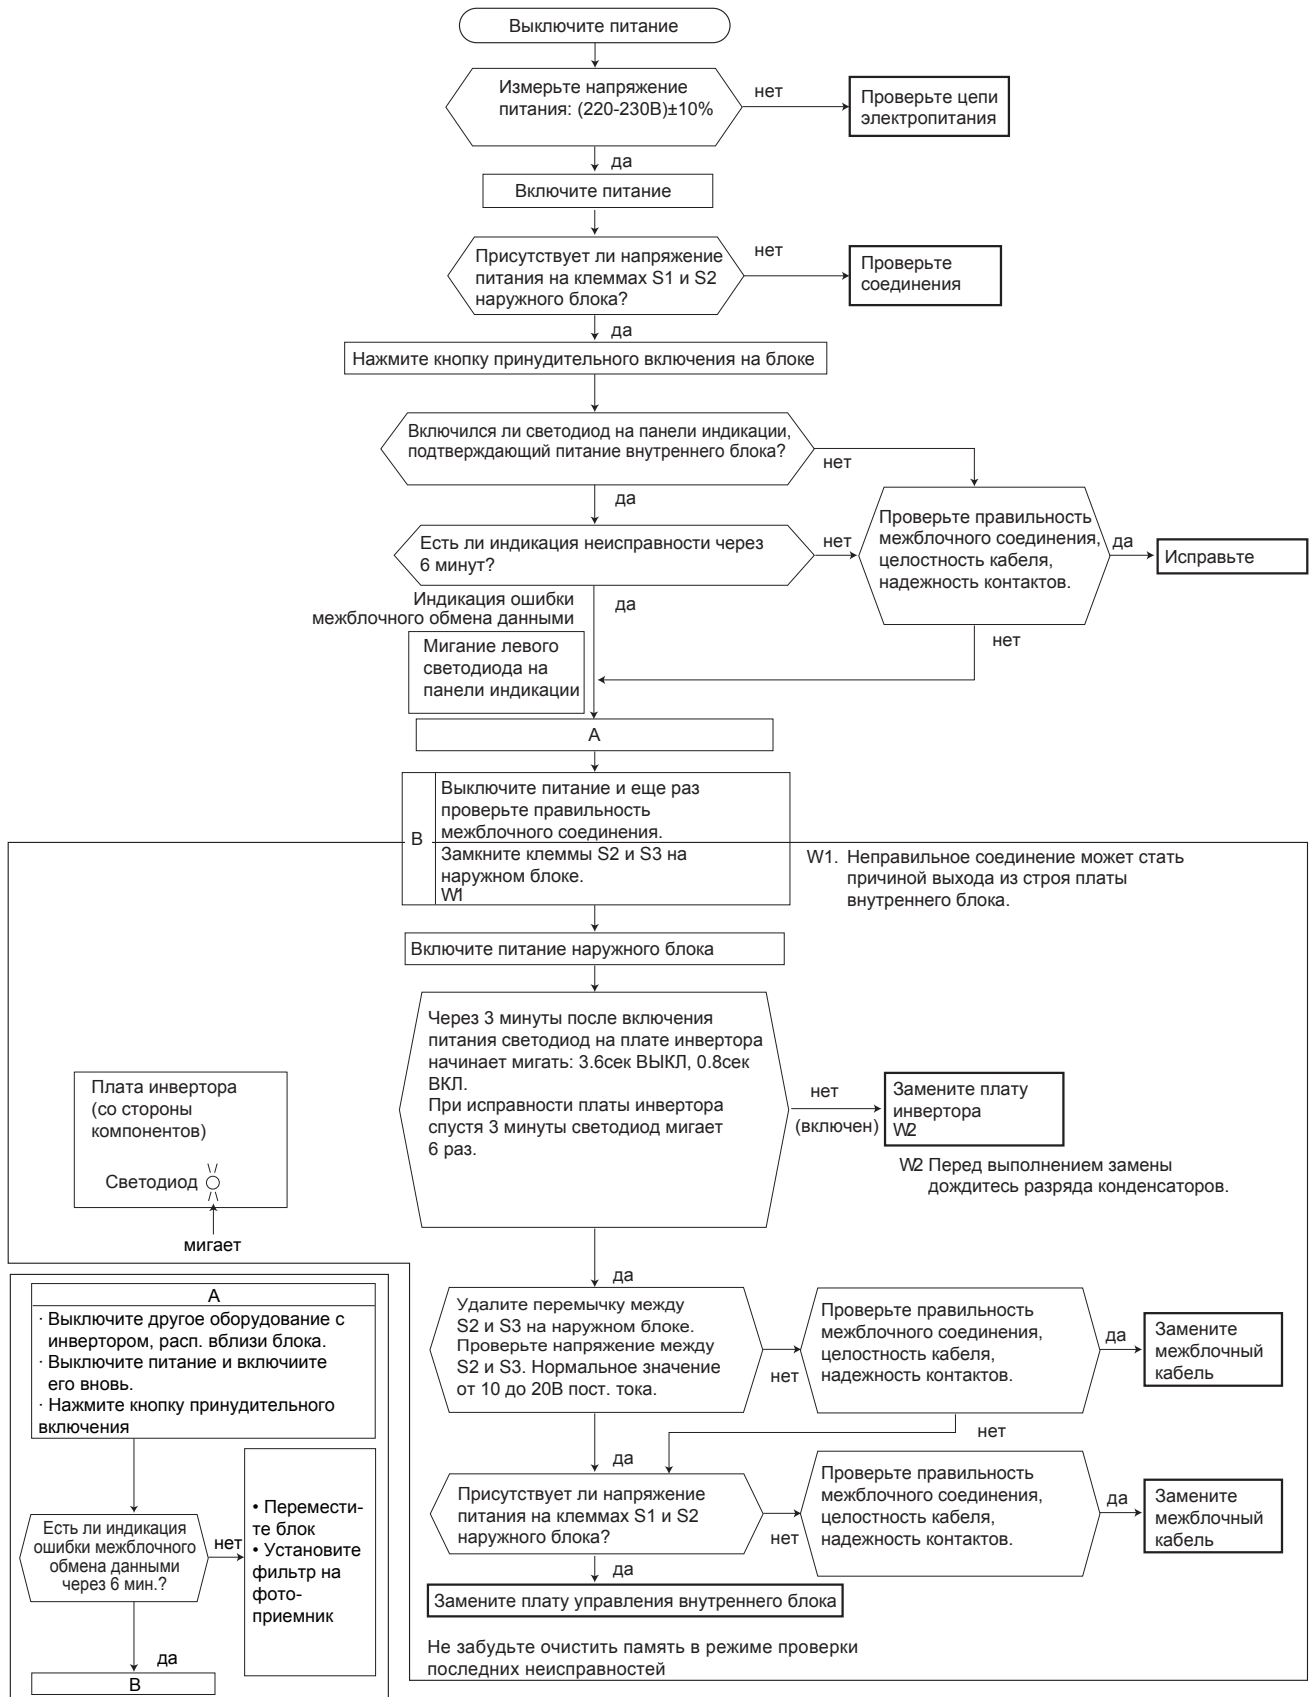 Выключите питание
Измерьте напряжение
питания: (220-230В)±10%
нет
Проверьте цепи
электропитания
да
Включите питание
Присутствует ли напряжение
питания на клеммах S1 и S2
наружного блока?
нет
Проверьте
соединения
да
Нажмите кнопку принудительного включения на блоке
Включился ли светодиод на панели индикации,
подтверждающий питание внутреннего блока?
нет
да
Есть ли индикация неисправности через
6 минут?
нет
Проверьте правильность
межблочного соединения,
целостность кабеля,
надежность контактов.
да
Исправьте
Индикация ошибки
межблочного обмена данными
да
нет
Мигание левого
светодиода на
панели индикации
A
B
Выключите питание и еще раз
проверьте правильность
межблочного соединения.
Замкните клеммы S2 и S3 на
наружном блоке.
W1
W1. Неправильное соединение может стать
причиной выхода из строя платы
внутреннего блока.
Включите питание наружного блока
Через 3 минуты после включения
питания светодиод на плате инвертора
начинает мигать: 3.6сек ВЫКЛ, 0.8сек
ВКЛ.
При исправности платы инвертора
спустя 3 минуты светодиод мигает
6 раз.
нет
(включен)
Замените плату
инвертора
W2
W2 Перед выполнением замены
дождитесь разряда конденсаторов.
Плата инвертора
(со стороны
компонентов)
Светодиод
мигает
да
Удалите перемычку между
S2 и S3 на наружном блоке.
Проверьте напряжение между
S2 и S3. Нормальное значение
от 10 до 20В пост. тока.
нет
Проверьте правильность
межблочного соединения,
целостность кабеля,
надежность контактов.
да
Замените
межблочный
кабель
нет
да
Присутствует ли напряжение
питания на клеммах S1 и S2
наружного блока?
нет
Проверьте правильность
межблочного соединения,
целостность кабеля,
надежность контактов.
да
Замените
межблочный
кабель
да
Замените плату управления внутреннего блока
Не забудьте очистить память в режиме проверки
последних неисправностей
A
· Выключите другое оборудование с
инвертором, расп. вблизи блока.
· Выключите питание и включиите
его вновь.
· Нажмите кнопку принудительного
включения
Есть ли индикация
ошибки межблочного
обмена данными
через 6 мин.?
нет
• Перемести-
те блок
• Установите
фильтр на
фото-
приемник
да
B